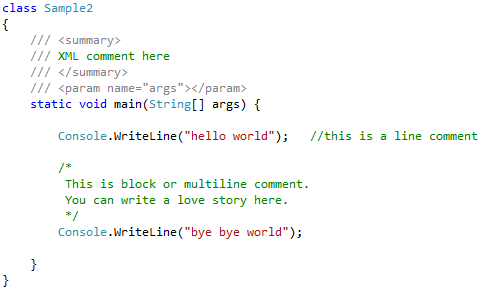 class Sample2
{
    /// <summary>
    /// XML comment here
    /// </summary>
    /// <param name="args"></param>
    static void main(String[] args) {

        Console.WriteLine("hello world");   //this is a line comment

        /*
         This is block or multiline comment.
         You can write a love story here.
         */
        Console.WriteLine("bye bye world");

    }
}